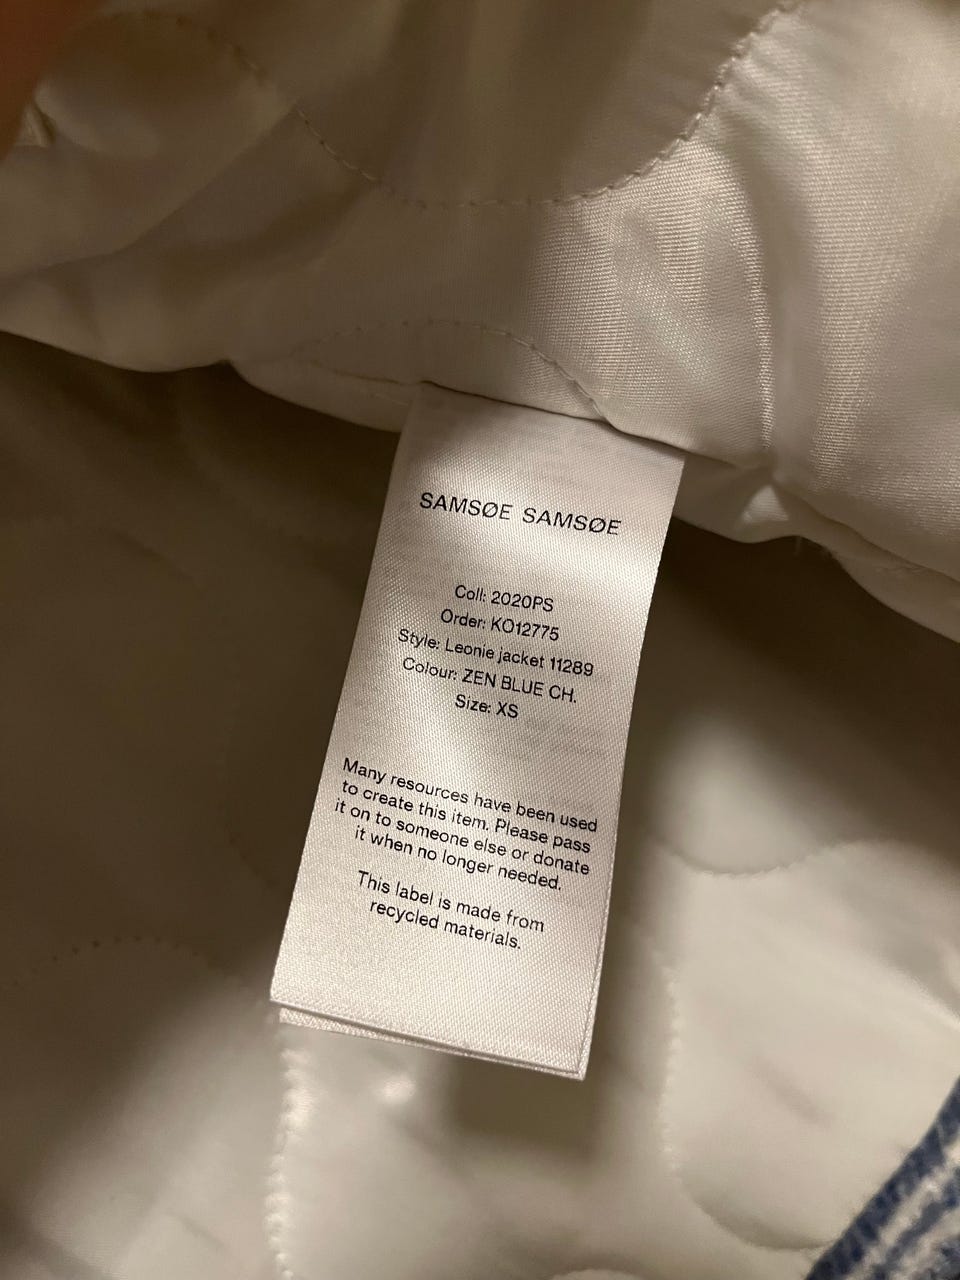 SAMSØE SAMSØE
Coll: 2020PS
Order: KO12775
Style: Leonie jacket 11289
Colour: ZEN BLUE CH.
Size: XS
Many resources have been used
to create this item. Please pass
it on to someone else or donate
it when no longer needed.
This label is made from
recycled materials.